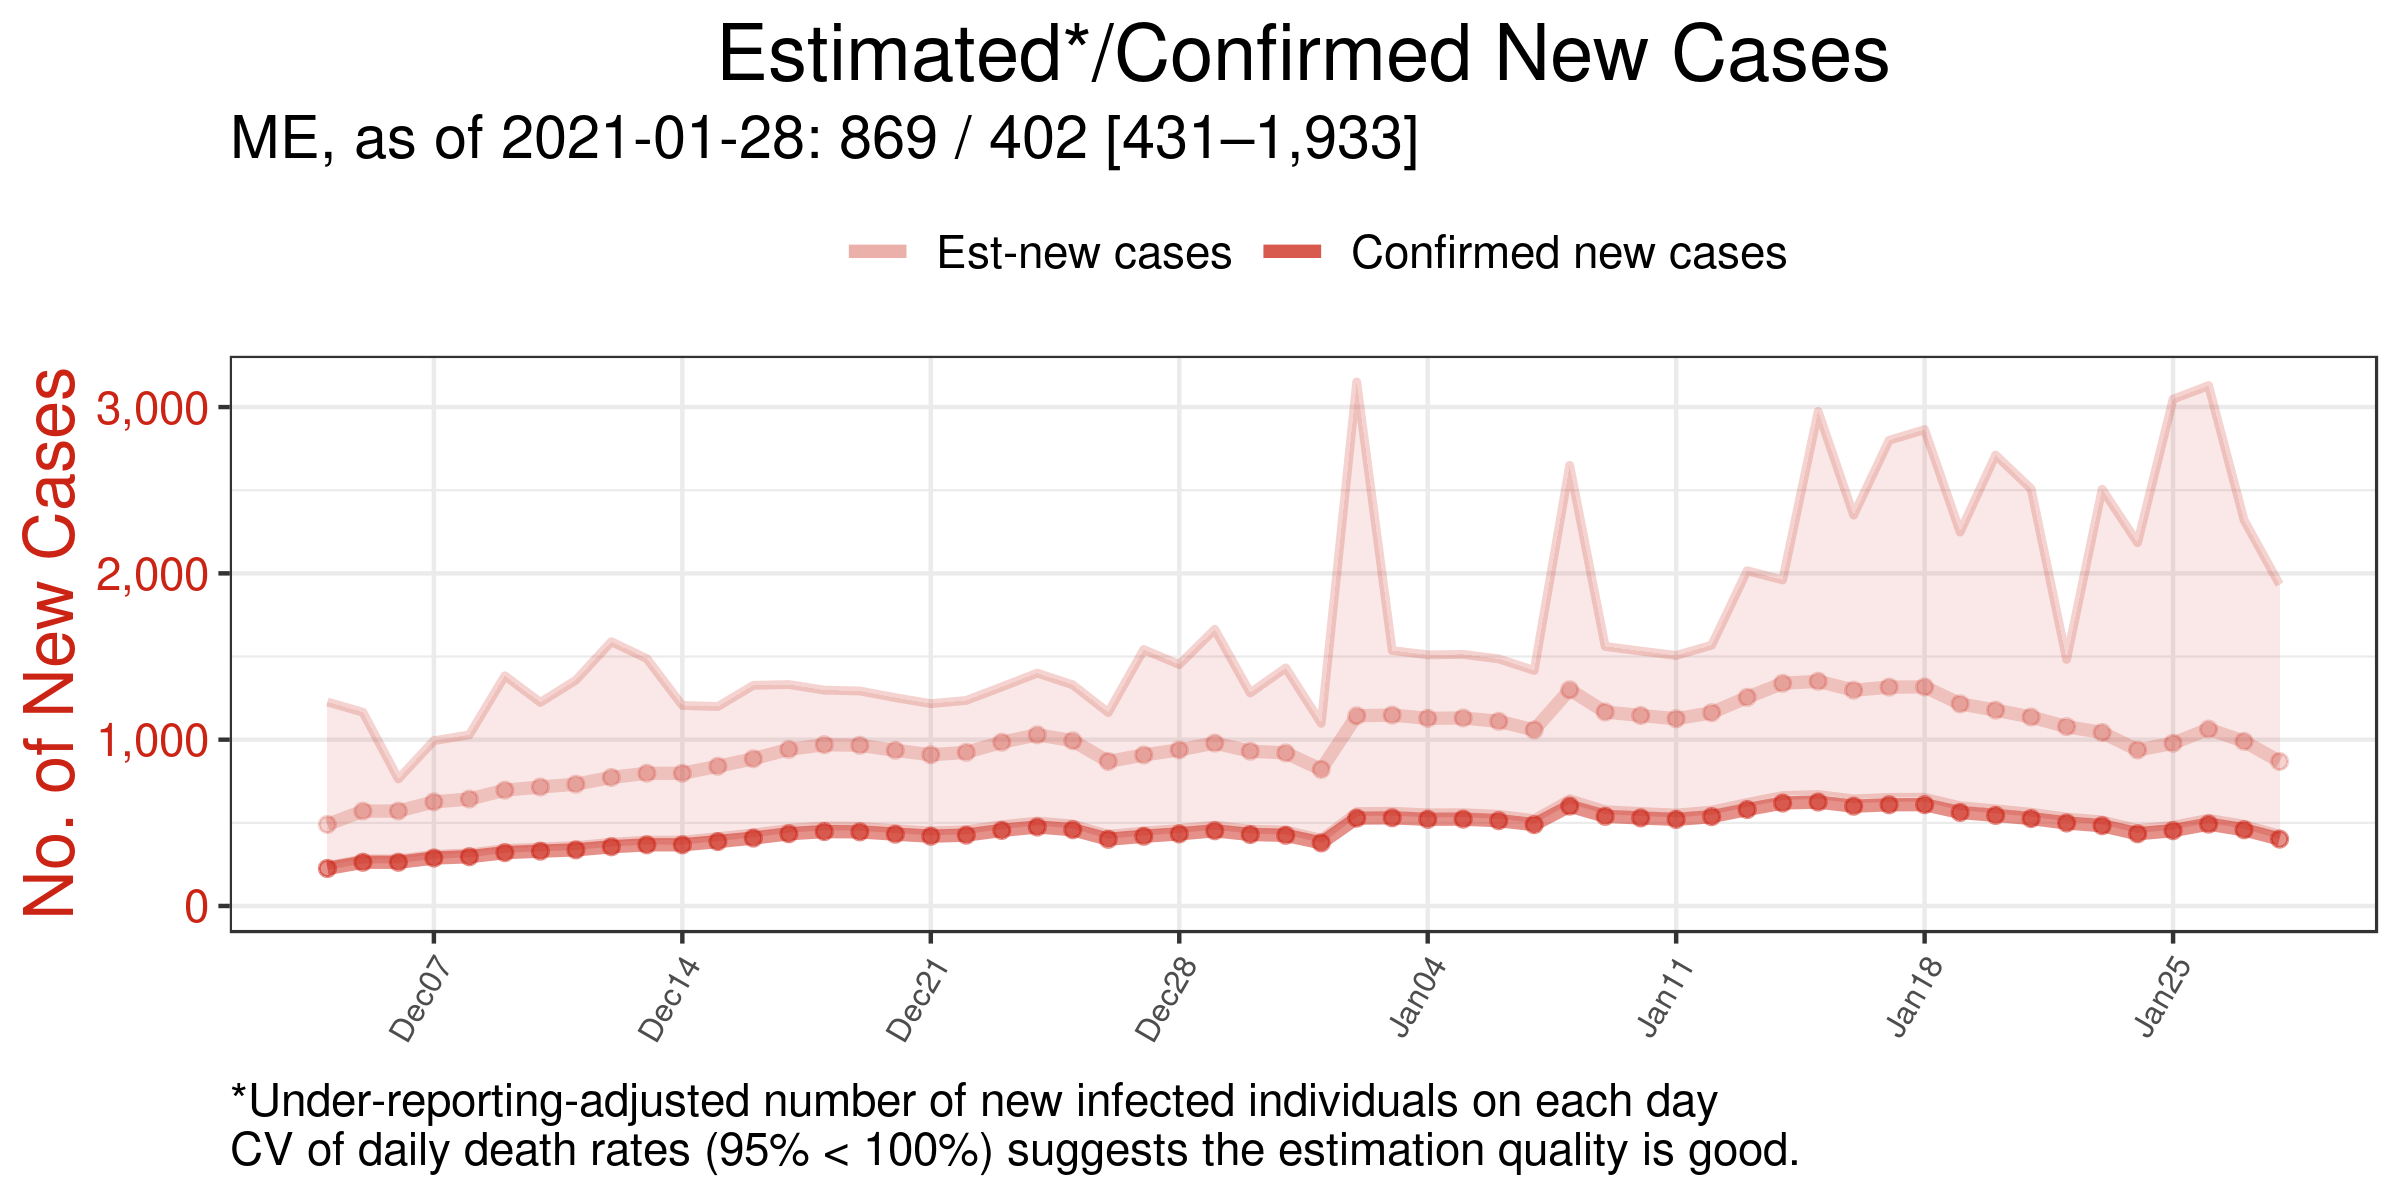 Estimated*/Confirmed New Cases
ME, as of 2021-01-28: 869 / 402 [431–1,933]
Est-new cases
Confirmed new cases
No. of New Cases
3,000
2,000
1,000
0
Dec07
Dec14
Dec21
Dec28
Jan04
Jan11
Jan18
Jan25
*Under-reporting-adjusted number of new infected individuals on each day
CV of daily death rates (95% < 100%) suggests the estimation quality is good.